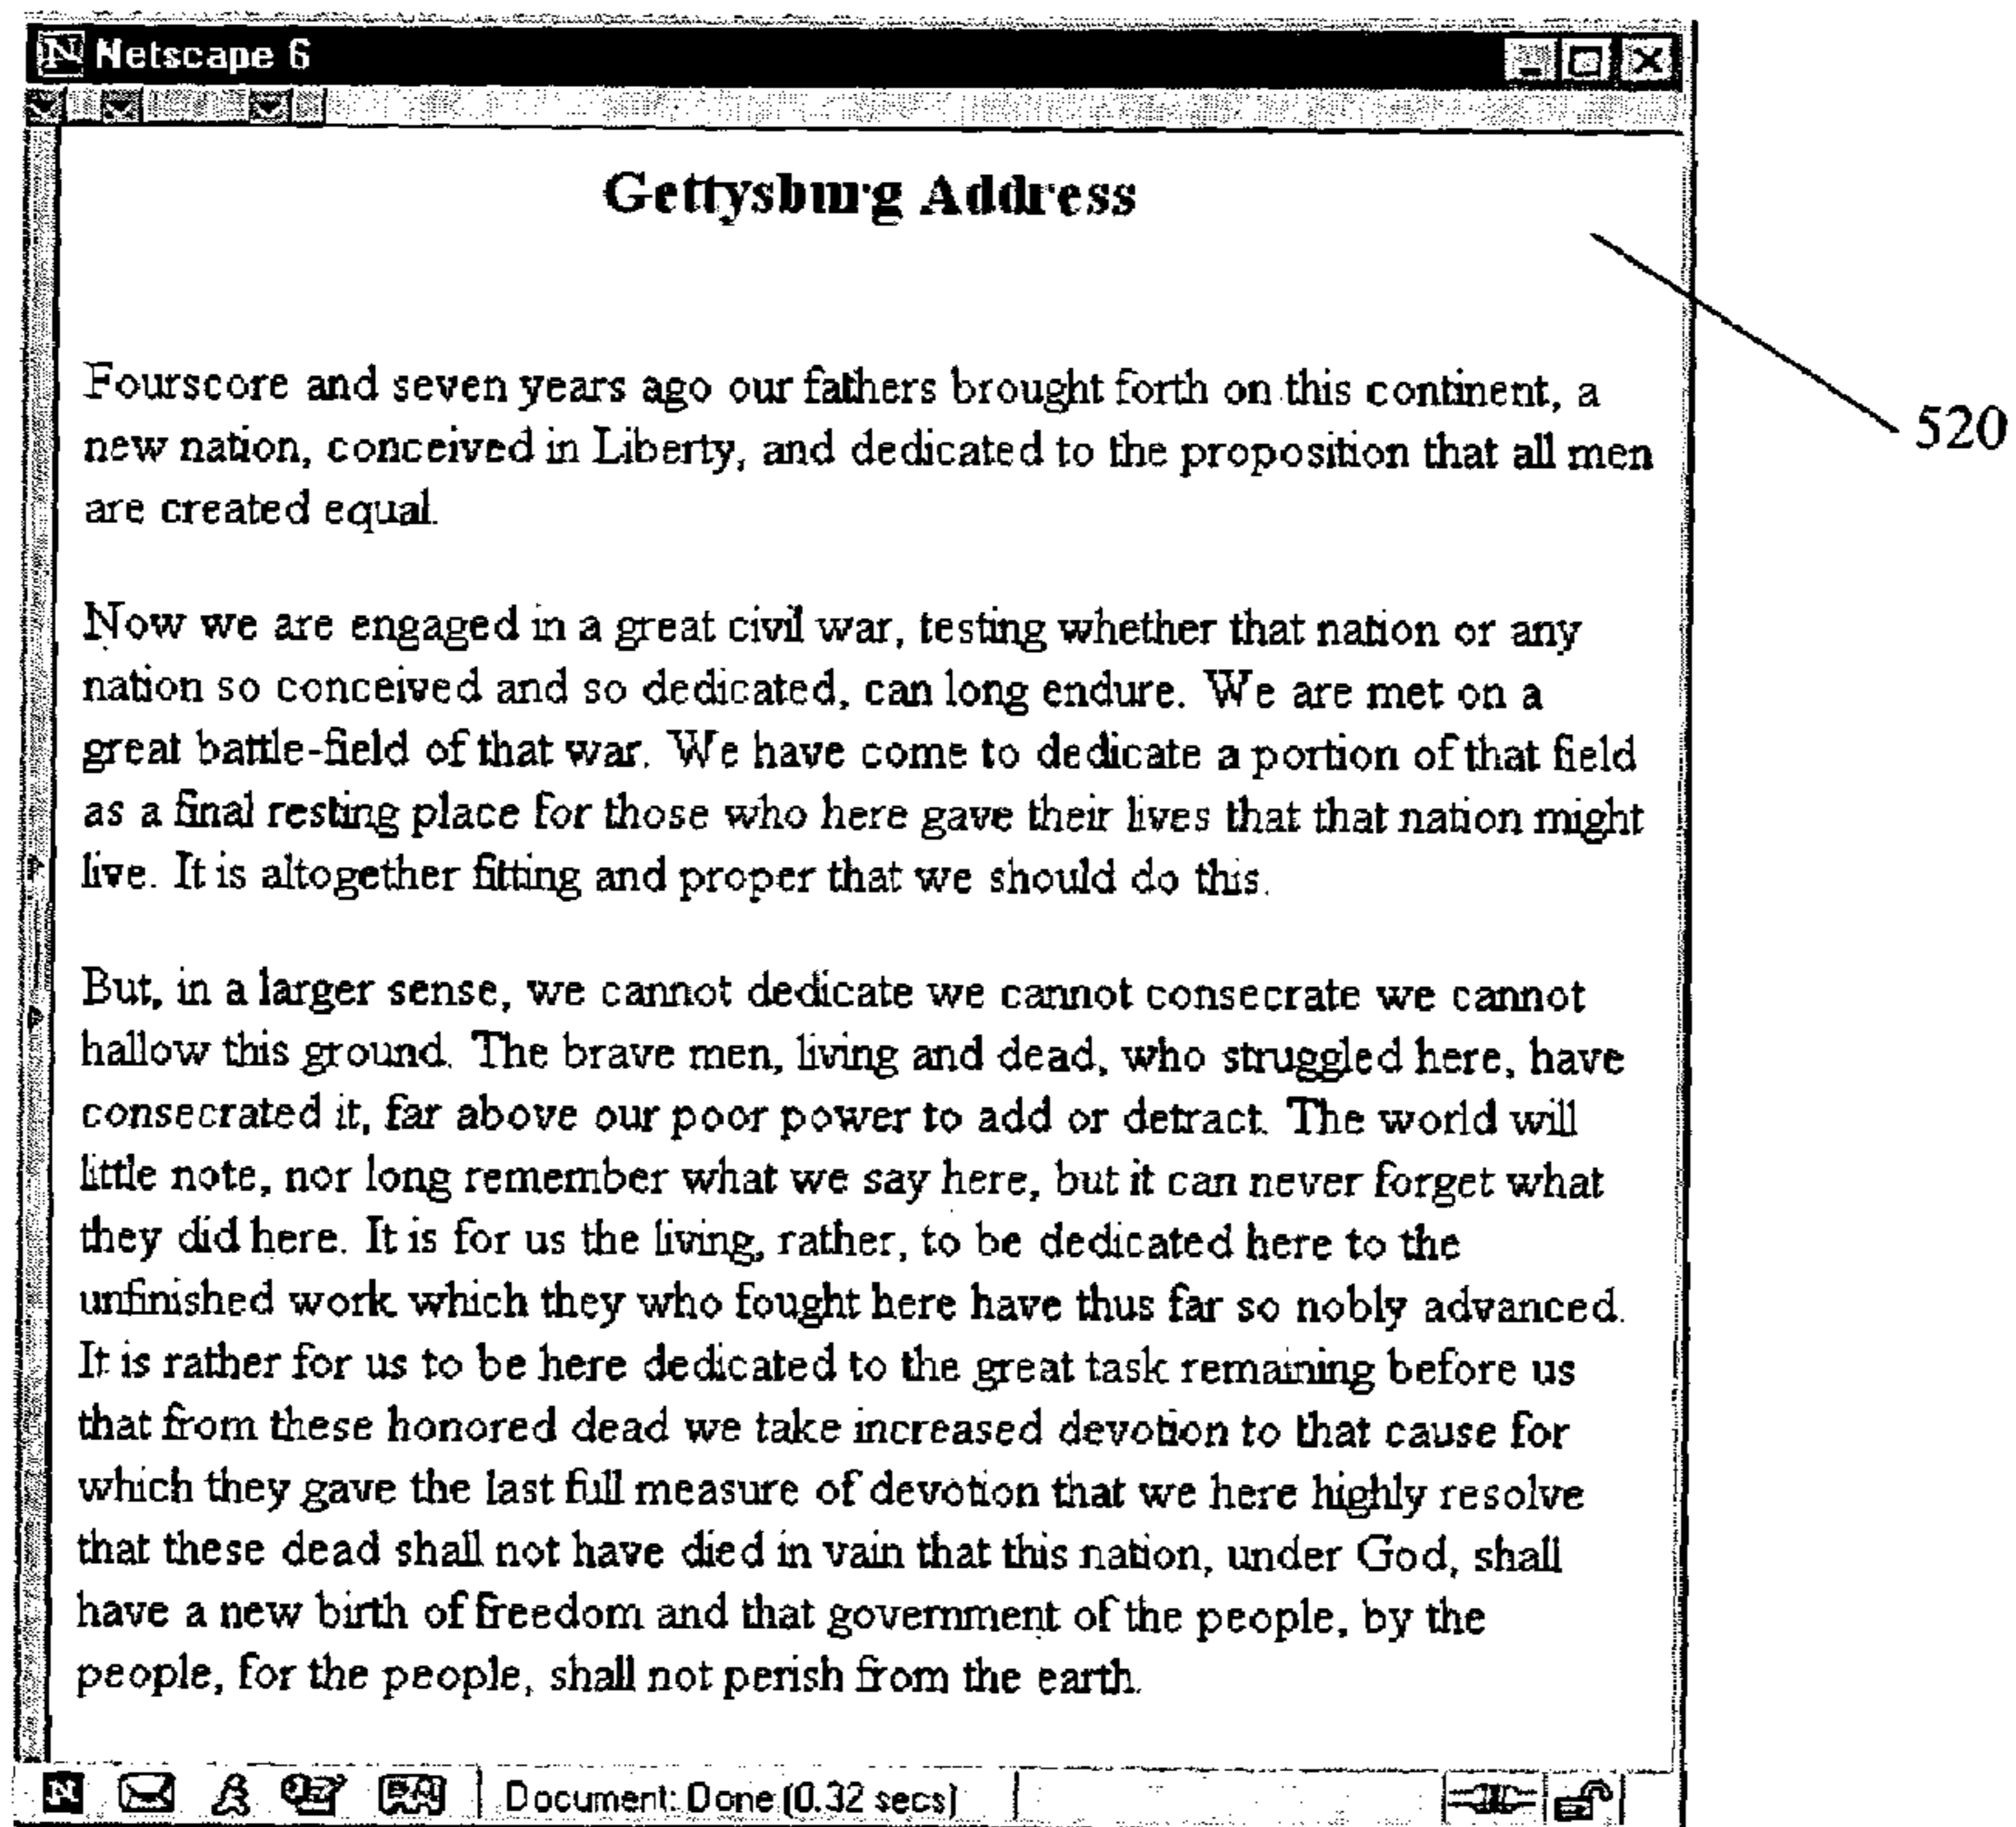 Netscape 6
Gettysburg Address
520
Fourscore and seven years ago our fathers brought forth on this continent, a
new nation, conceived in Liberty, and dedicated to the proposition that all men
are created equal.
Now we are engaged in a great civil war, testing whether that nation or any
nation so conceived and so dedicated, can long endure. We are met on a
great battle-field of that war. We have come to dedicate a portion of that field
as a final resting place for those who here gave their lives that that nation might
live. It is altogether fitting and proper that we should do this.
But, in a larger sense, we cannot dedicate we cannot consecrate we cannot
hallow this ground. The brave men, living and dead, who struggled here, have
consecrated it, far above our poor power to add or detract. The world will
little note, nor long remember what we say here, but it can never forget what
they did here. It is for us the living, rather, to be dedicated here to the
unfinished work which they who fought here have thus far so nobly advanced.
It is rather for us to be here dedicated to the great task remaining before us
that from these honored dead we take increased devotion to that cause for
which they gave the last full measure of devotion that we here highly resolve
that these dead shall not have died in vain that this nation, under God, shall
have a new birth of freedom and that government of the people, by the
people, for the people, shall not perish from the earth.
N
Document: Done (0.32 secs)